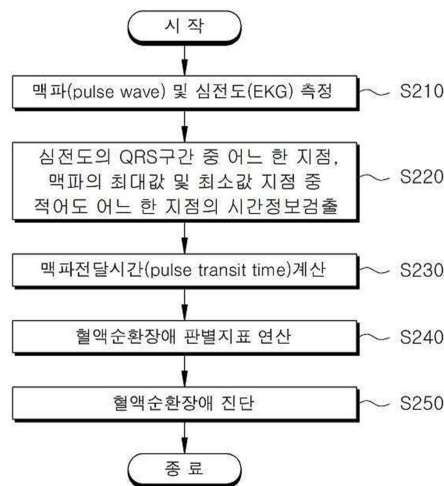 시 작
맥파(pulse wave) 및 심전도(EKG) 측정
S210
심전도의 QRS구간 중 어느 한 지점,
맥파의 최대값 및 최소값 지점 중
적어도 어느 한 지점의 시간정보검출
S220
맥파전달시간(pulse transit time)계산
S230
혈액순환장애 판별지표 연산
S240
혈액순환장애 진단
S250
종 료